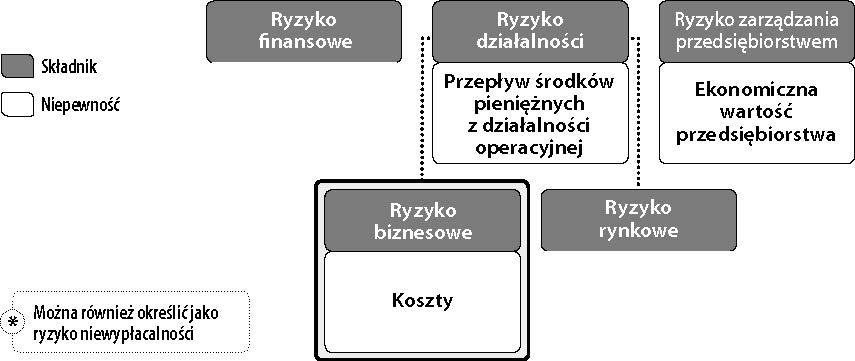 Składnik
Niepewność
Ryzyko
finansowe
Ryzyko
działalności
Przepływ środków
pieniężnych
z działalności
operacyjnej
Ryzyko zarządzania
przedsiębiorstwem
Ekonomiczna
wartość
przedsiębiorstwa
Ryzyko
biznesowe
Koszty
Ryzyko
rynkowe
* Można również określić jako
ryzyko niewypłacalności